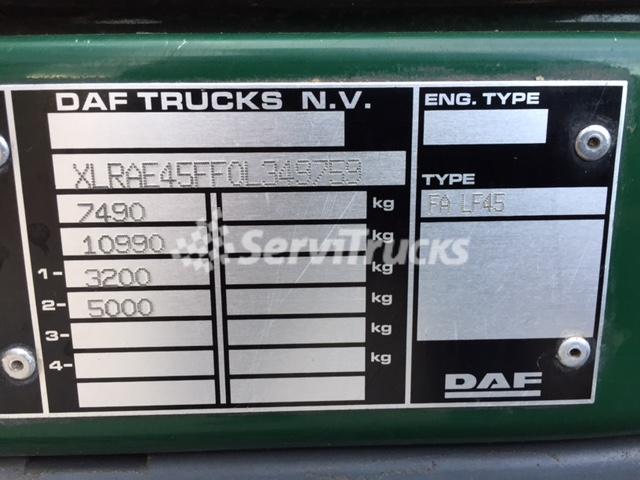 DAF TRUCKS N.V.
XLRAE45FF0L348759
7490 kg
10990 kg
1- 3200 kg
2- 5000 kg
3- kg
4- kg
ENG. TYPE
TYPE
FA LF45
DAF
ServiTrucks